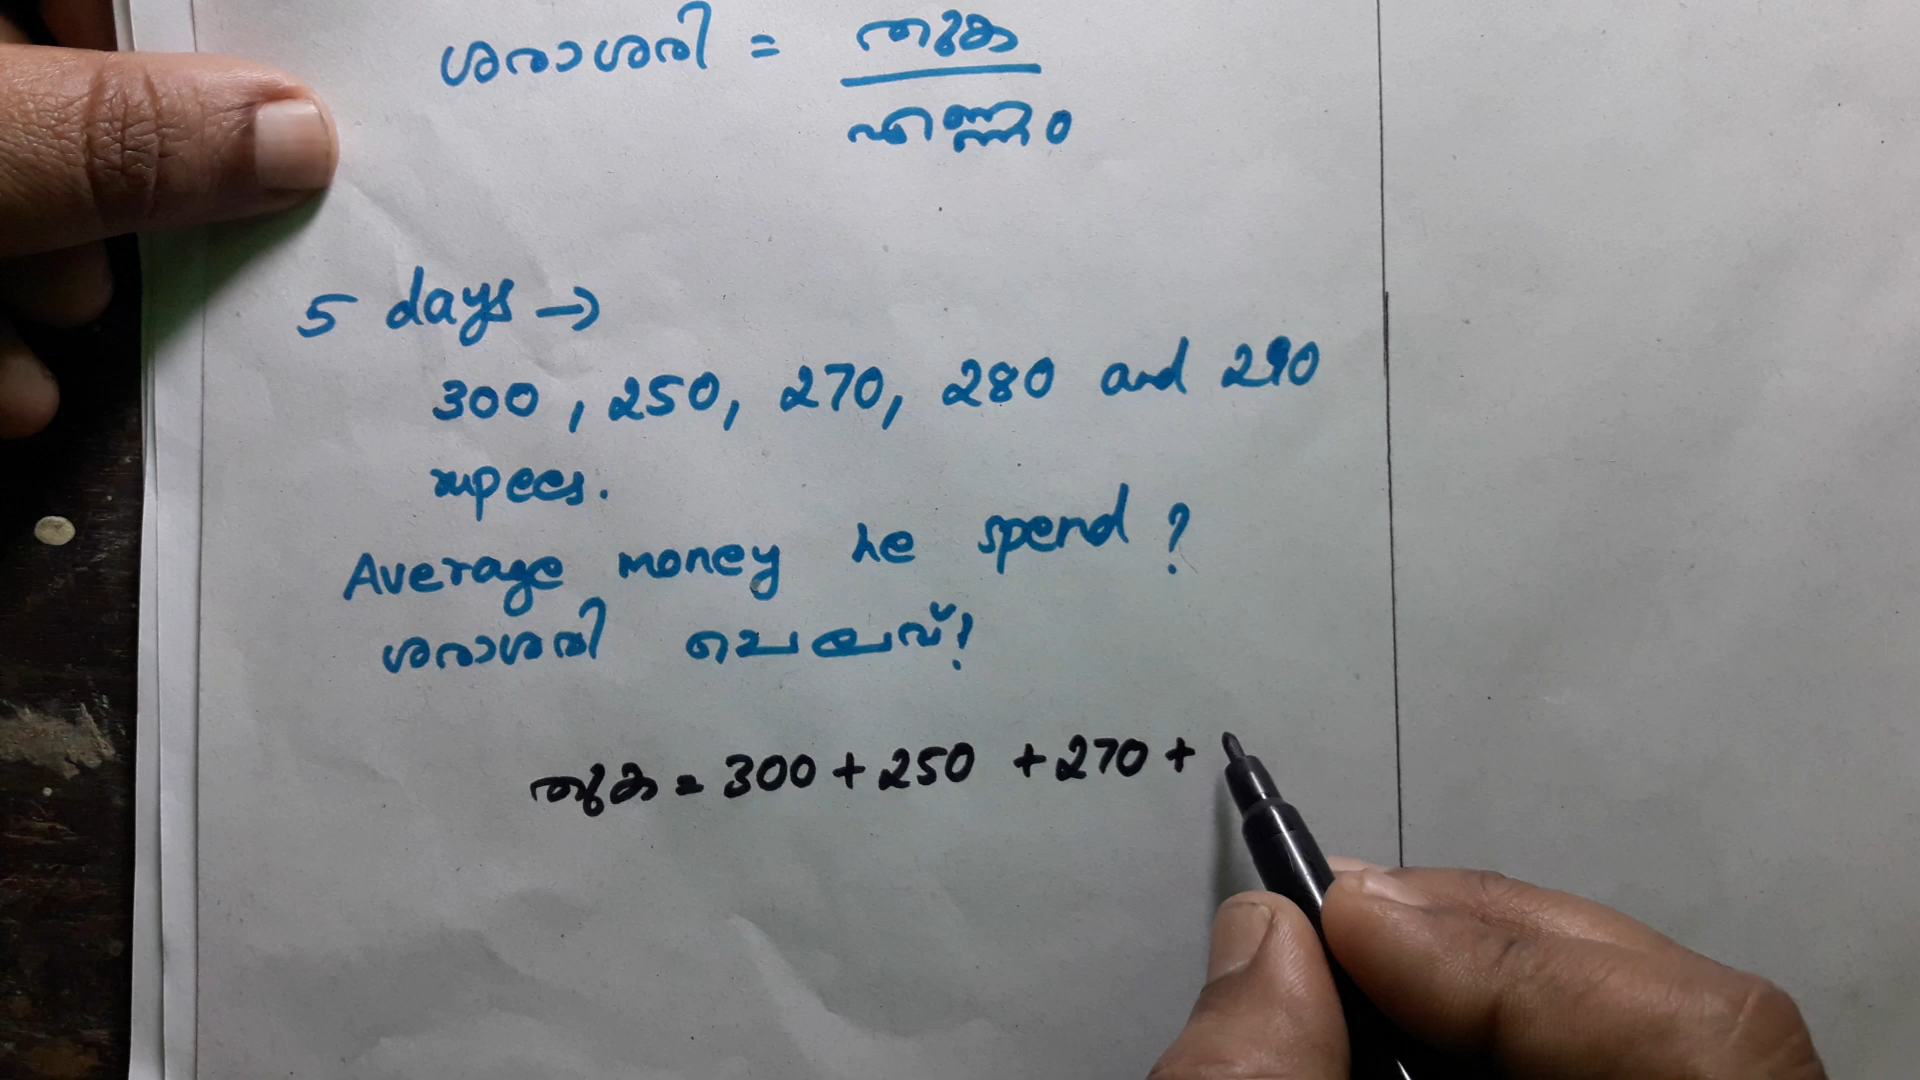 ശരാശരി = തുക
എണ്ണം
5 days →
300, 250, 270, 280 and 290
rupees.
Average money he spend?
ശരാശരി ചെലവ്?
തുക = 300 + 250 + 270 +